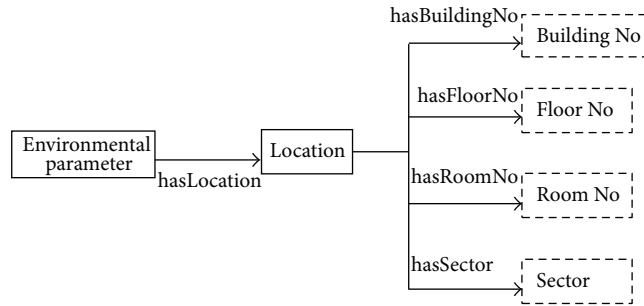 hasBuildingNo
Building No
hasFloorNo
Floor No
Environmental
parameter
hasLocation
Location
hasRoomNo
Room No
hasSector
Sector